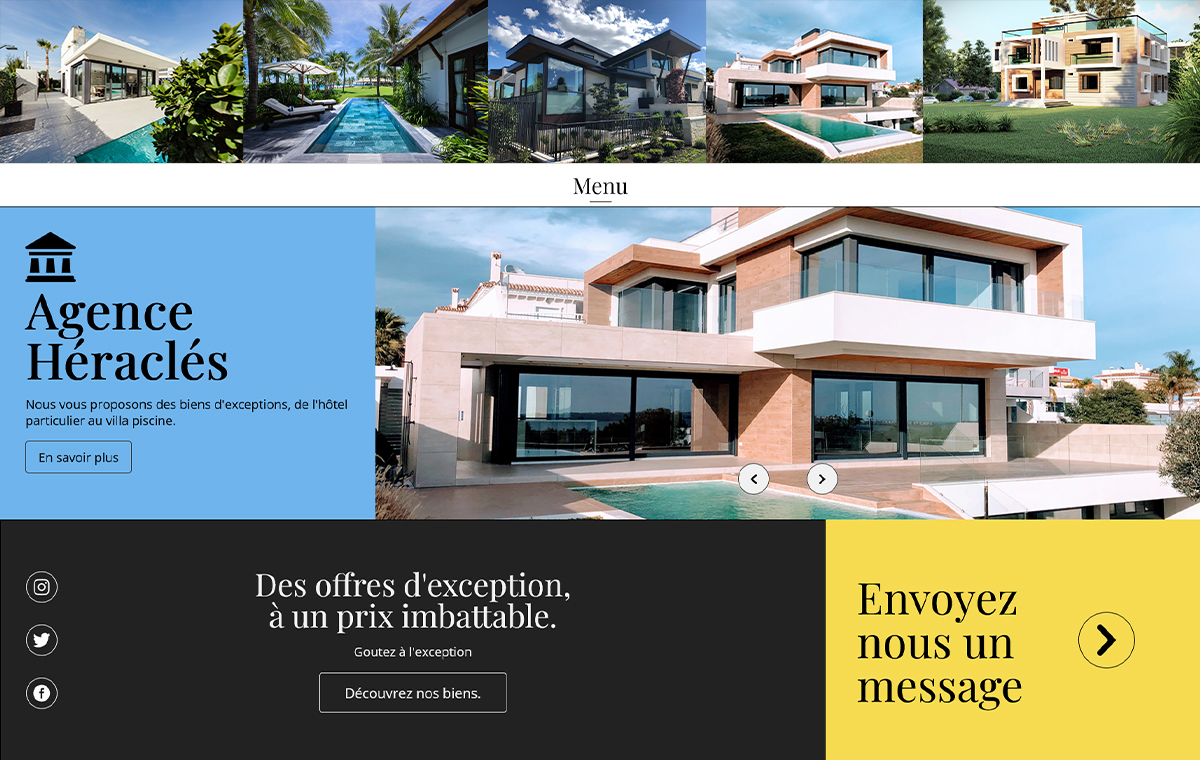 Menu
Agence
Héraclés
Nous vous proposons des biens d'exceptions, de l'hôtel
particulier au villa piscine.
En savoir plus
Des offres d'exception,
à un prix imbattable.
Goutez à l'exception
Découvrez nos biens.
Envoyez
nous un
message